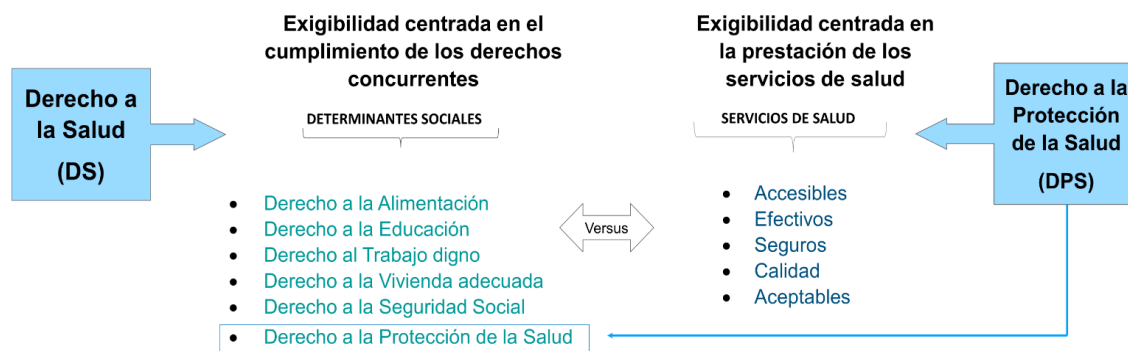 Derecho a
la Salud
(DS)
Exigibilidad centrada en el
cumplimiento de los derechos
concurrentes
DETERMINANTES SOCIALES
Derecho a la Alimentación
Derecho a la Educación
Derecho al Trabajo digno
Derecho a la Vivienda adecuada
Derecho a la Seguridad Social
Derecho a la Protección de la Salud
Versus
Exigibilidad centrada en
la prestación de los
servicios de salud
SERVICIOS DE SALUD
Accesibles
Efectivos
Seguros
Calidad
Aceptables
Derecho a la
Protección
de la Salud
(DPS)